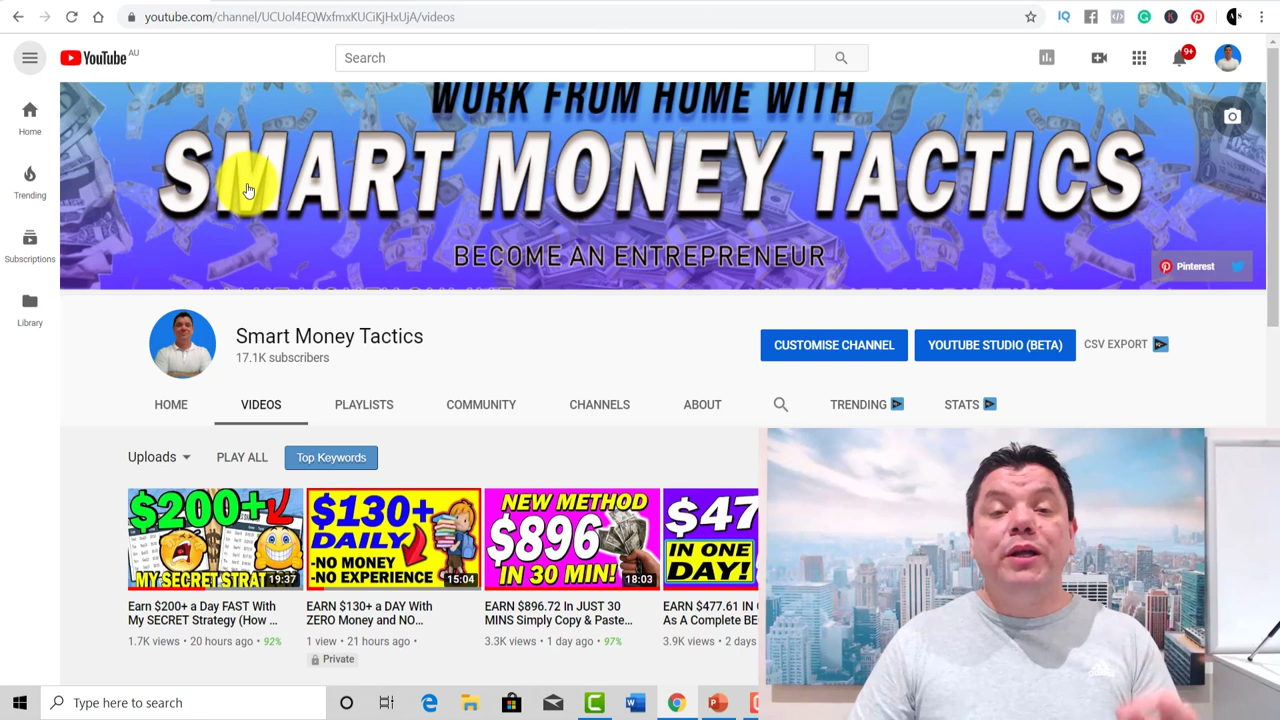 youtube.com/channel/UCUol4EQWxfmxKUCiKjHxUjA/videos
YouTube AU
Search
9+
Home
Trending
Subscriptions
Library
WORK FROM HOME WITH
SMART MONEY TACTICS
BECOME AN ENTREPRENEUR
Pinterest
Smart Money Tactics
17.1K subscribers
CUSTOMISE CHANNEL
YOUTUBE STUDIO (BETA)
CSV EXPORT
HOME
VIDEOS
PLAYLISTS
COMMUNITY
CHANNELS
ABOUT
TRENDING
STATS
Uploads
PLAY ALL
Top Keywords
$200+
MY SECRET STRAT
19:37
$130+
DAILY
-NO MONEY
-NO EXPERIENCE
15:04
NEW METHOD
$896
IN 30 MIN!
18:03
$47
IN ONE
DAY!
Earn $200+ a Day FAST With
My SECRET Strategy (How ...
1.7K views • 20 hours ago • 92%
EARN $130+ a DAY With
ZERO Money and NO...
1 view • 21 hours ago •
Private
EARN $896.72 In JUST 30
MINS Simply Copy & Paste...
3.3K views • 1 day ago • 97%
EARN $477.61 IN
As A Complete BE
3.9K views • 2 days
adidas
Type here to search